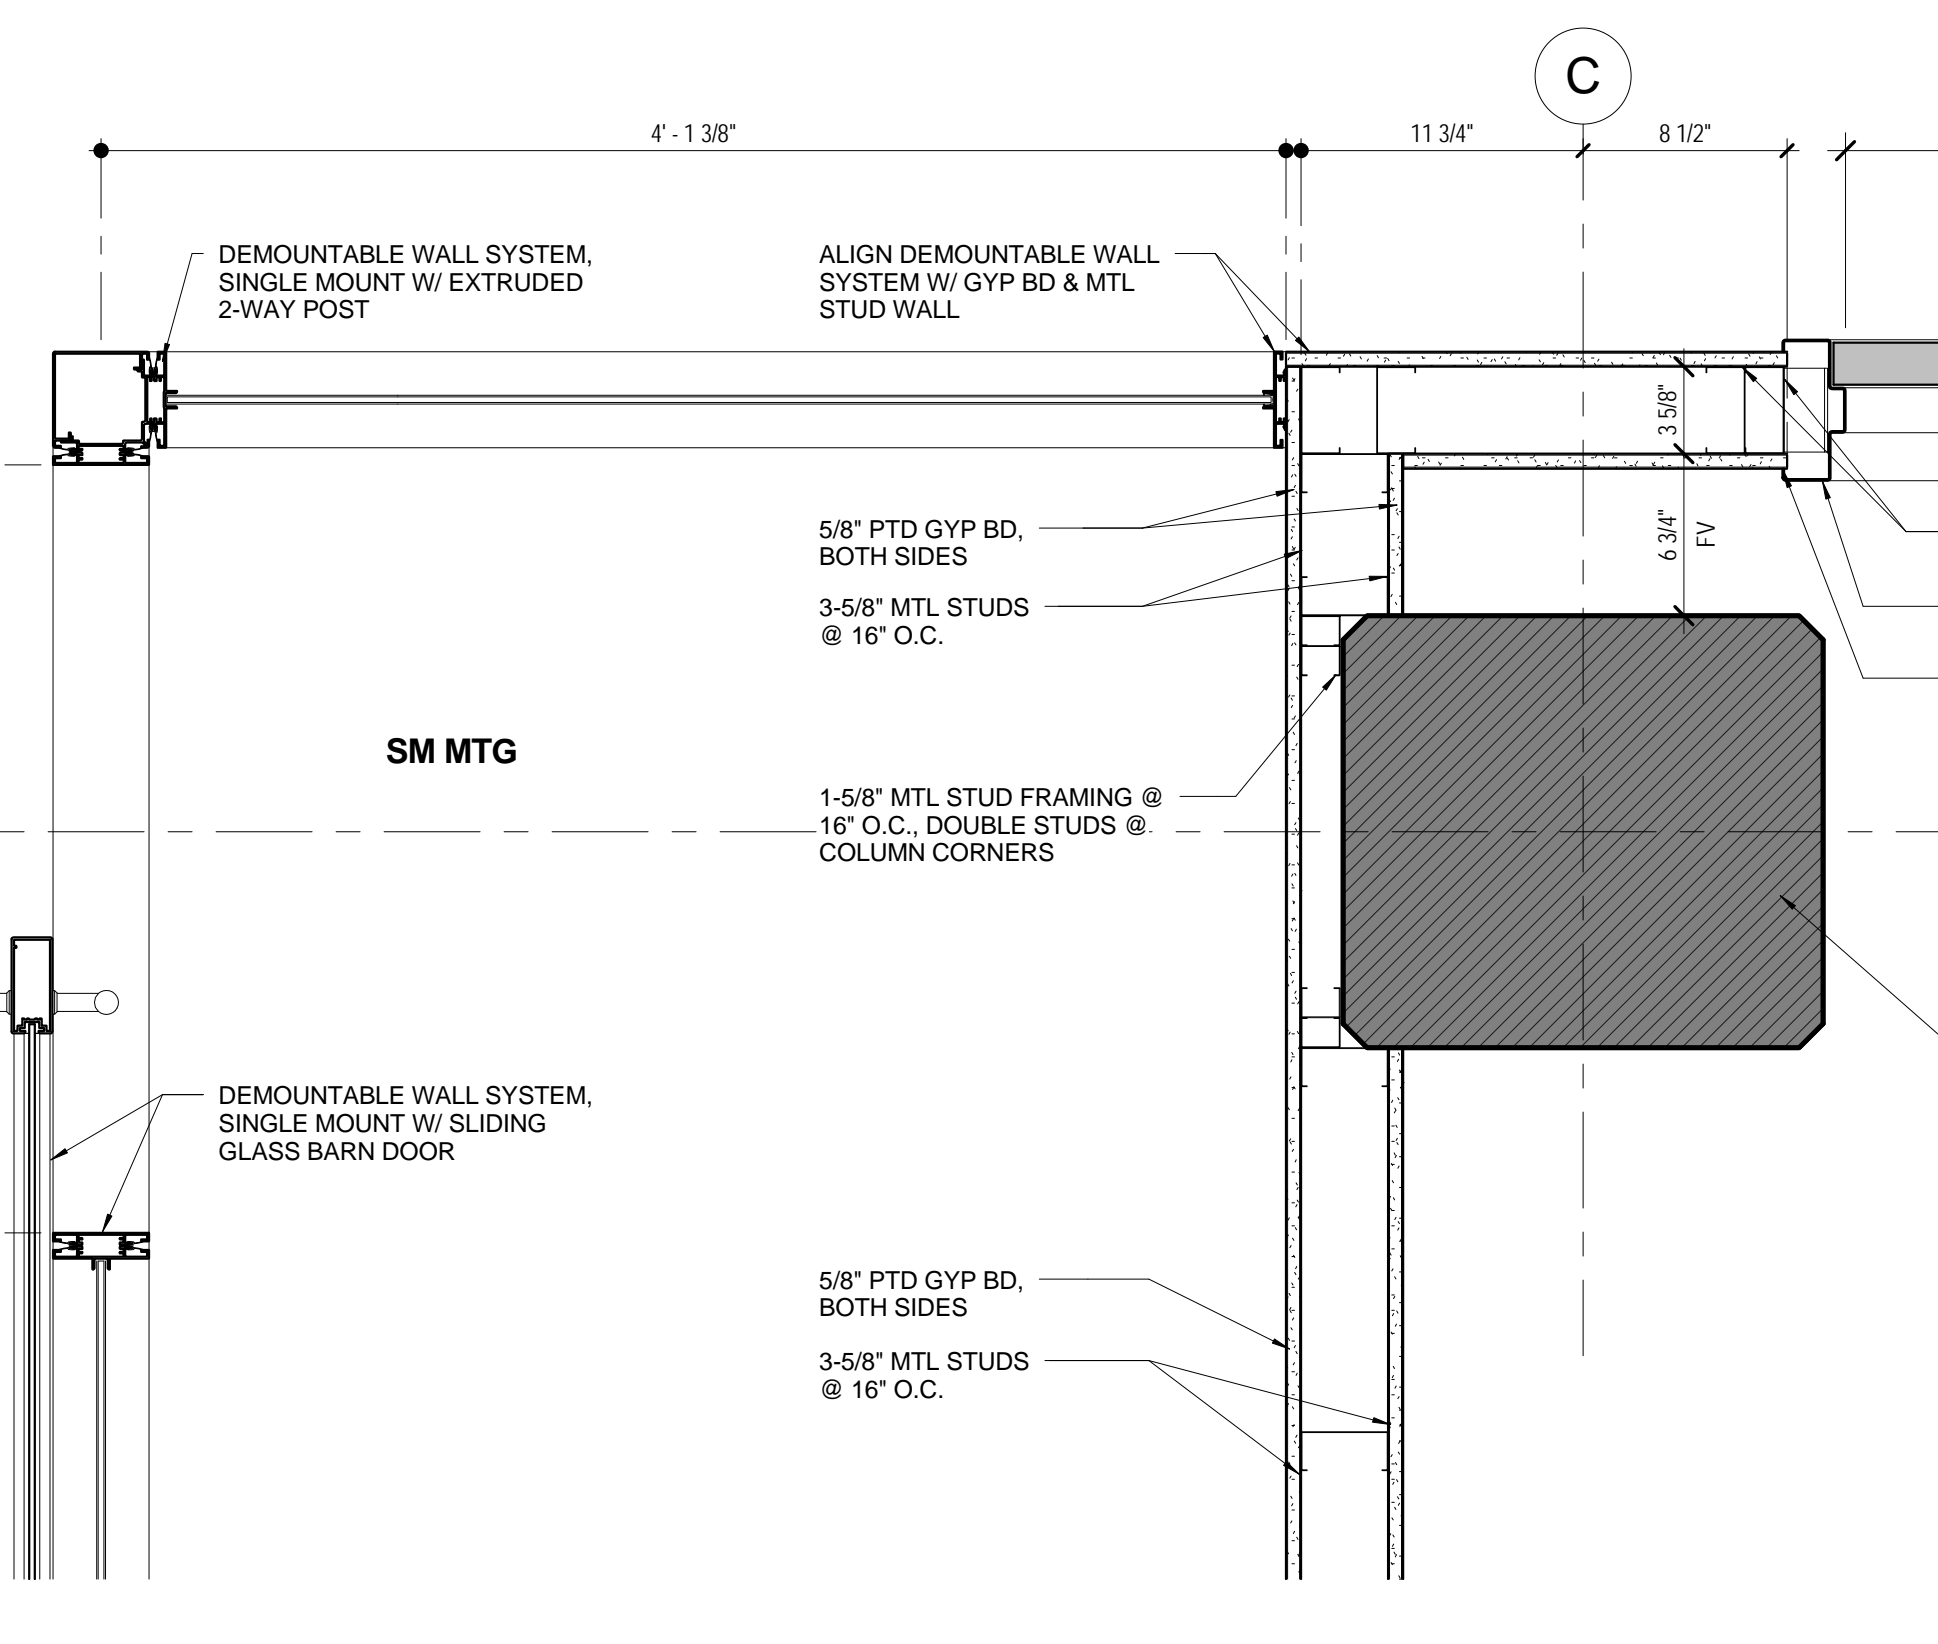 C
4' - 1 3/8"
11 3/4"
8 1/2"
DEMOUNTABLE WALL SYSTEM,
SINGLE MOUNT W/ EXTRUDED
2-WAY POST
ALIGN DEMOUNTABLE WALL
SYSTEM W/ GYP BD & MTL
STUD WALL
3 5/8"
6 3/4"
FV
5/8" PTD GYP BD,
BOTH SIDES
3-5/8" MTL STUDS
@ 16" O.C.
SM MTG
1-5/8" MTL STUD FRAMING @
16" O.C., DOUBLE STUDS @
COLUMN CORNERS
DEMOUNTABLE WALL SYSTEM,
SINGLE MOUNT W/ SLIDING
GLASS BARN DOOR
5/8" PTD GYP BD,
BOTH SIDES
3-5/8" MTL STUDS
@ 16" O.C.